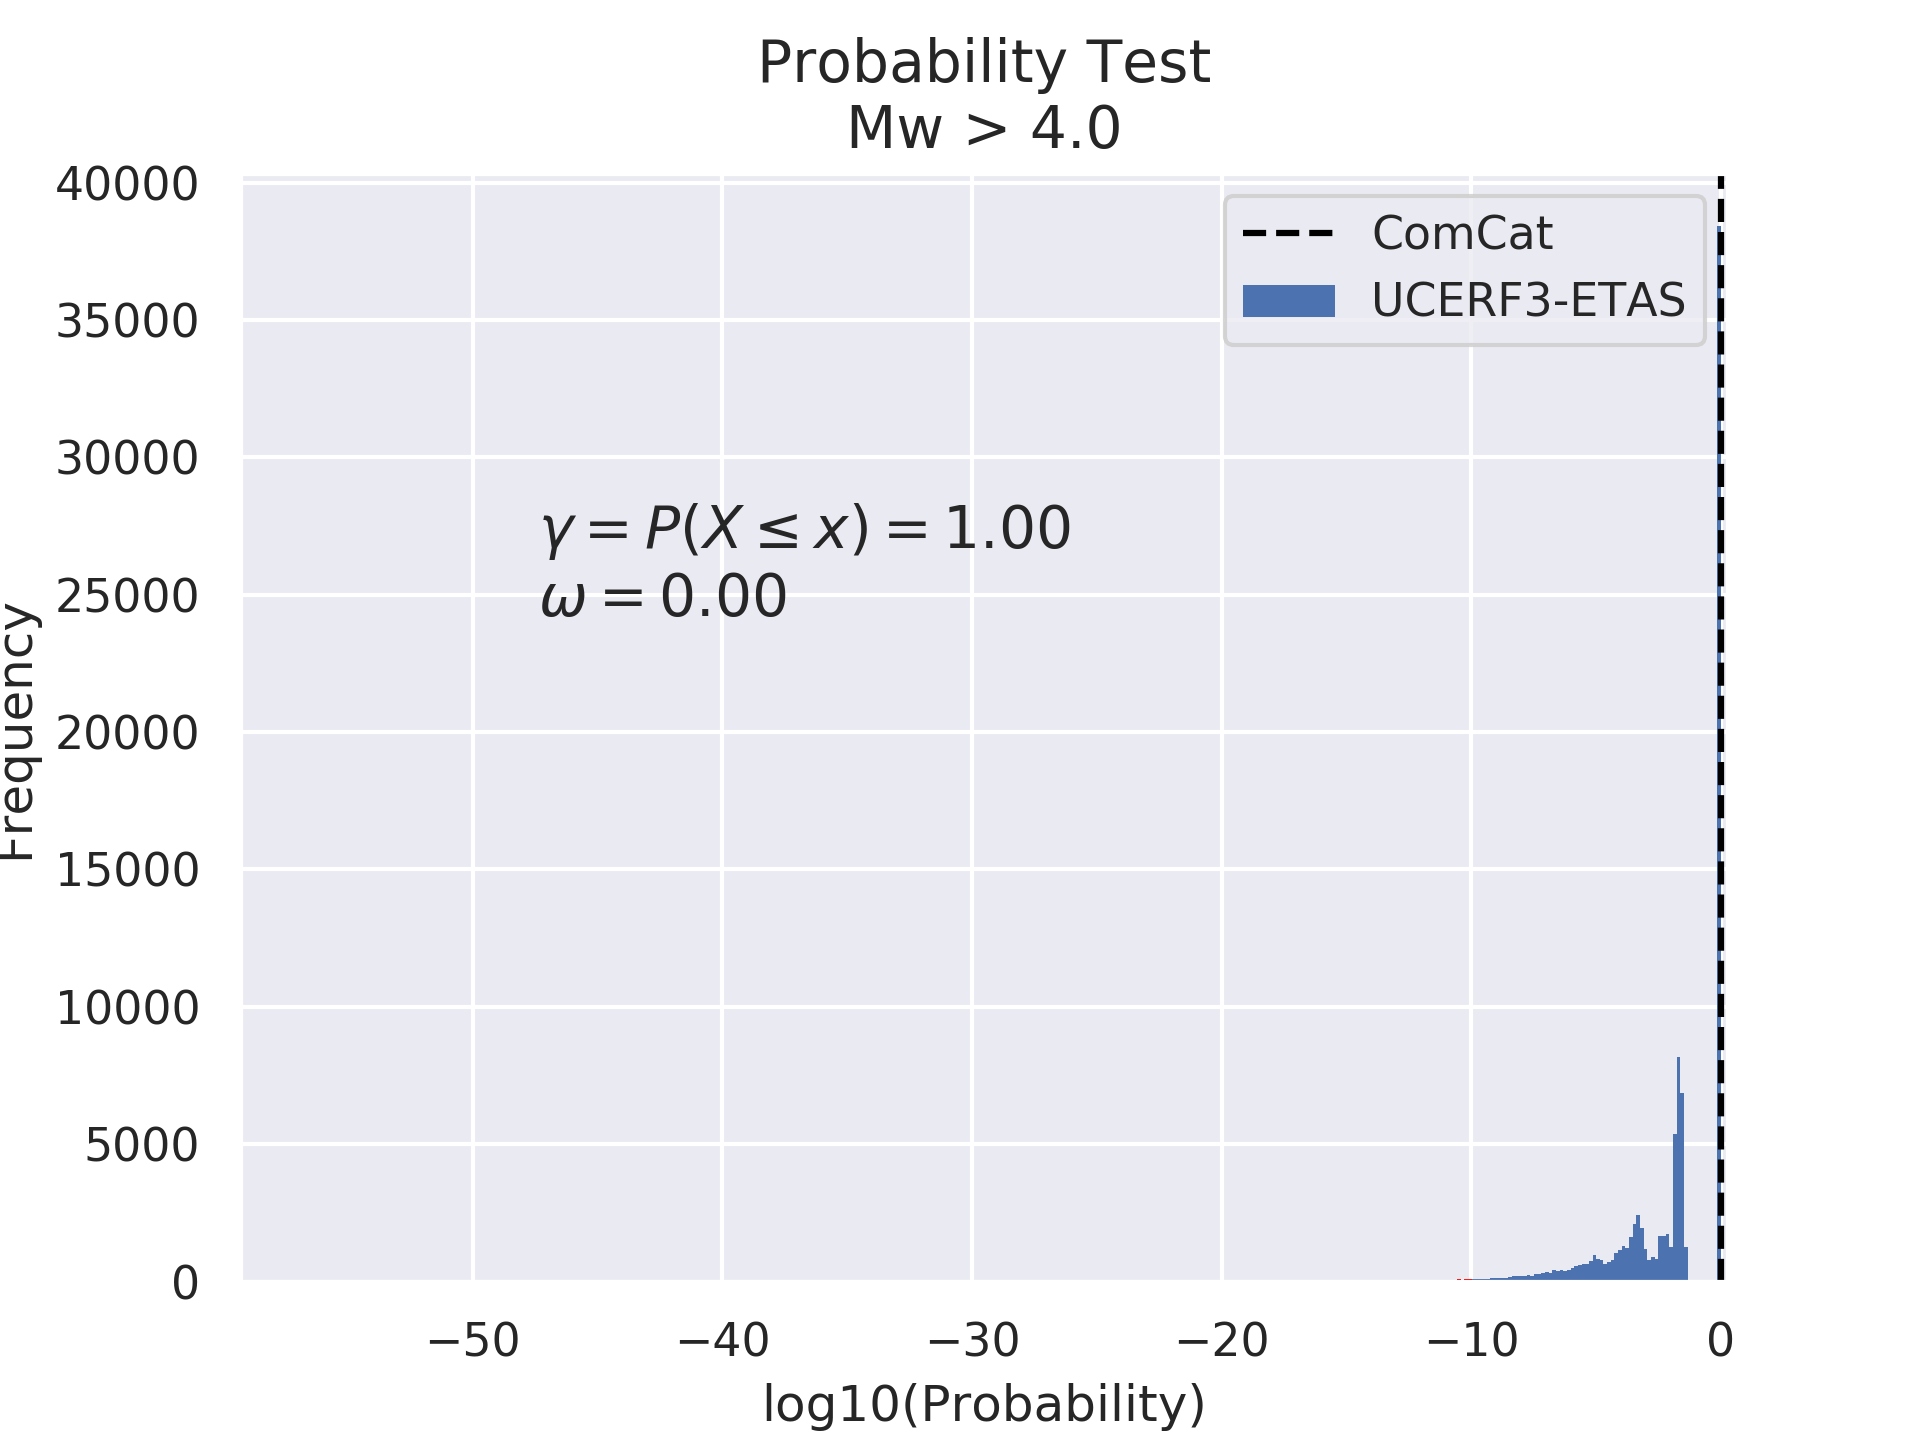 Probability Test
Mw > 4.0
40000
35000
30000
25000
20000
15000
10000
5000
0
Frequency
ComCat
UCERF3-ETAS
γ = P(X ≤ x) = 1.00
ω = 0.00
−50 −40 −30 −20 −10 0
log10(Probability)